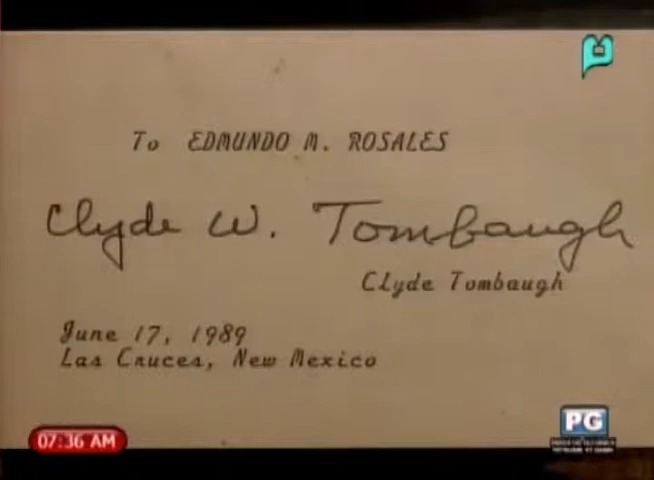 To EDMUNDO M. ROSALES
Clyde W. Tombaugh
Clyde Tombaugh
June 17, 1989
Las Cruces, New Mexico
07:36 AM
PG